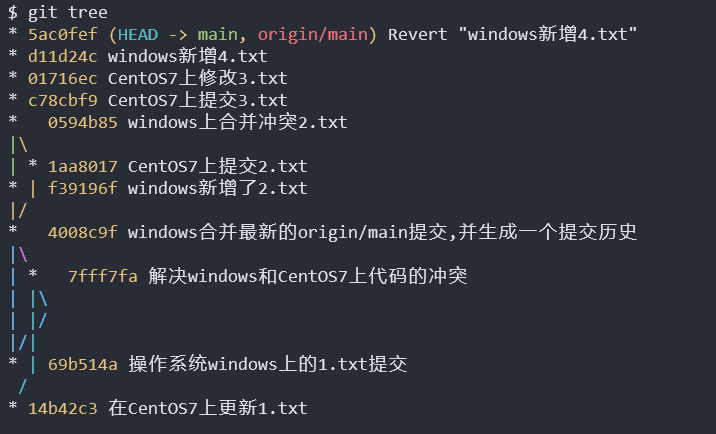 $ git tree
* 5ac0fef (HEAD -> main, origin/main) Revert "windows新增4.txt"
* d11d24c windows新增4.txt
* 01716ec CentOS7上修改3.txt
* c78cbf9 CentOS7上提交3.txt
*   0594b85 windows上合并冲突2.txt
|\
| * 1aa8017 CentOS7上提交2.txt
* | f39196f windows新增了2.txt
|/
*   4008c9f windows合并最新的origin/main提交,并生成一个提交历史
|\
| *   7fff7fa 解决windows和CentOS7上代码的冲突
| |\
| |/
|/|
* | 69b514a 操作系统windows上的1.txt提交
 /
* 14b42c3 在CentOS7上更新1.txt